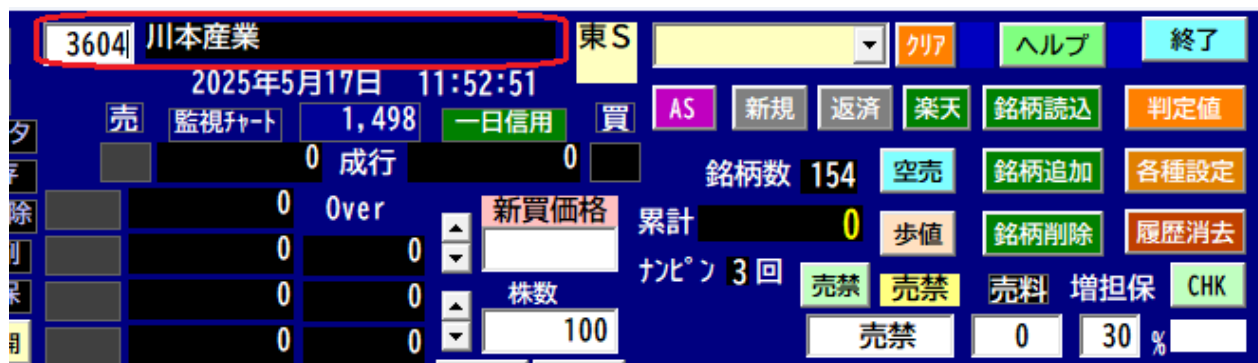 3604 川本産業 東S クリア ヘルプ 終了
2025年5月17日 11:52:51
売 監視ﾁｬｰﾄ 1,498 一日信用 買 AS 新規 返済 楽天 銘柄読込 判定値
0 成行 0 銘柄数 154 空売 銘柄追加 各種設定
0 Over 新買価格 累計 0 歩値 銘柄削除 履歴消去
0 0
ﾅﾝﾋﾟﾝ 3 回 売禁 売禁 売料 増担保 CHK
0 0 株数
0 0 100 売禁 0 30 %